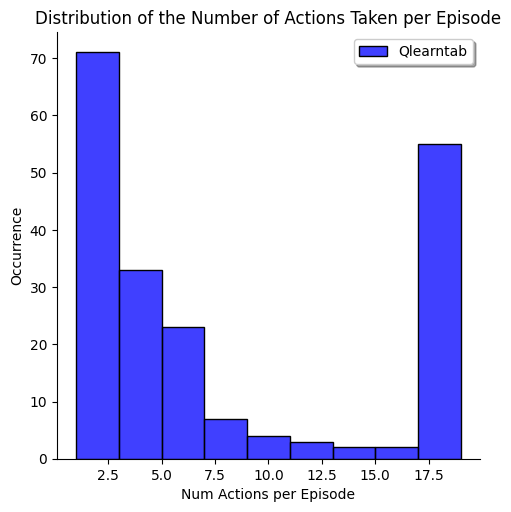 Distribution of the Number of Actions Taken per Episode
Qlearntab
70
60
50
40
30
20
10
0
Occurrence
2.5 5.0 7.5 10.0 12.5 15.0 17.5
Num Actions per Episode